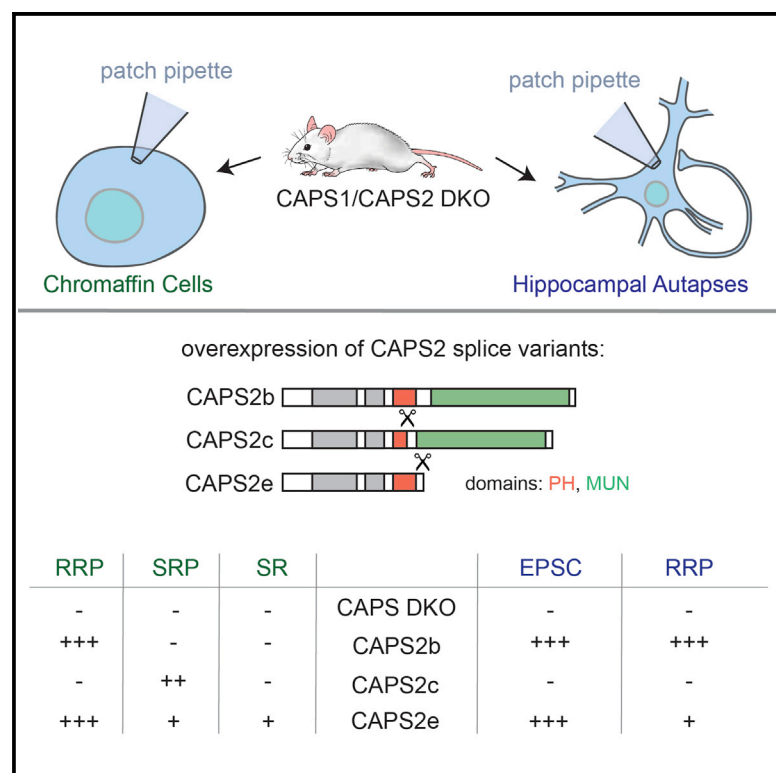 patch pipette
patch pipette
CAPS1/CAPS2 DKO
Chromaffin Cells
Hippocampal Autapses
overexpression of CAPS2 splice variants:
CAPS2b
CAPS2c
CAPS2e
domains: PH, MUN
RRP SRP SR EPSC RRP
- - - CAPS DKO - -
+++ - - CAPS2b +++ +++
- ++ - CAPS2c - -
+++ + + CAPS2e +++ +